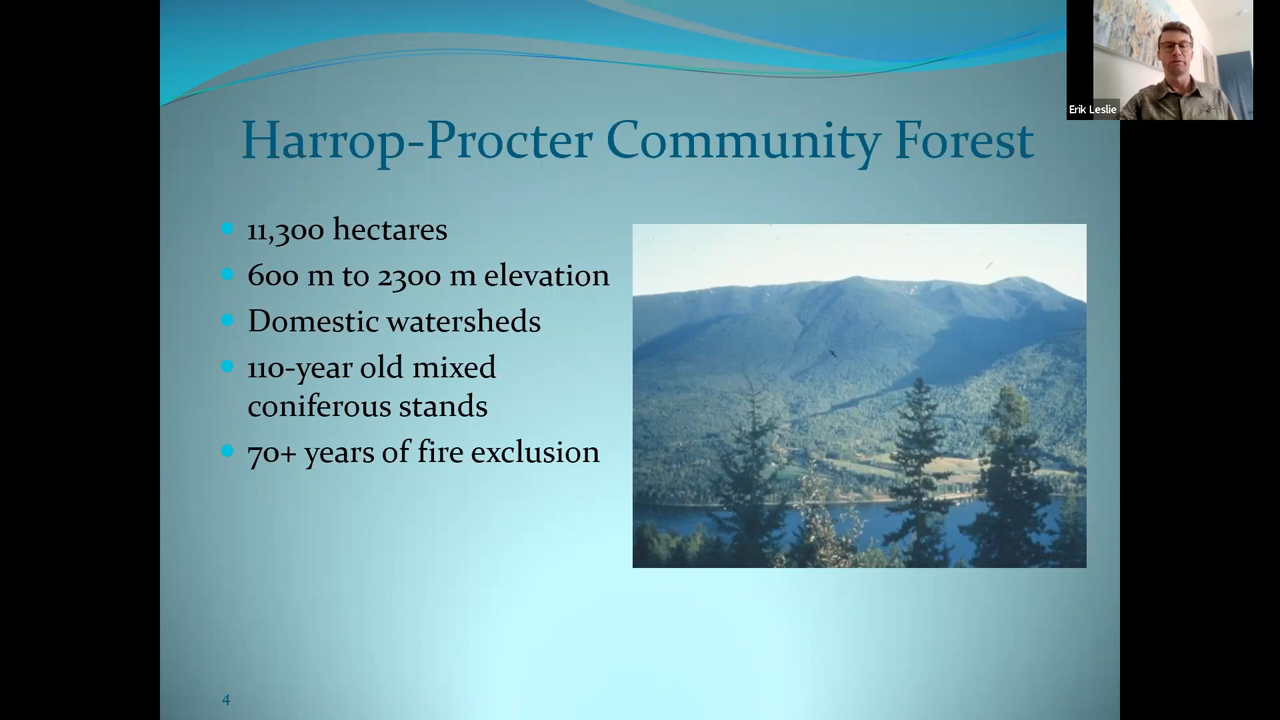 Erik Leslie
Harrop-Procter Community Forest
11,300 hectares
600 m to 2300 m elevation
Domestic watersheds
110-year old mixed
coniferous stands
70+ years of fire exclusion
4